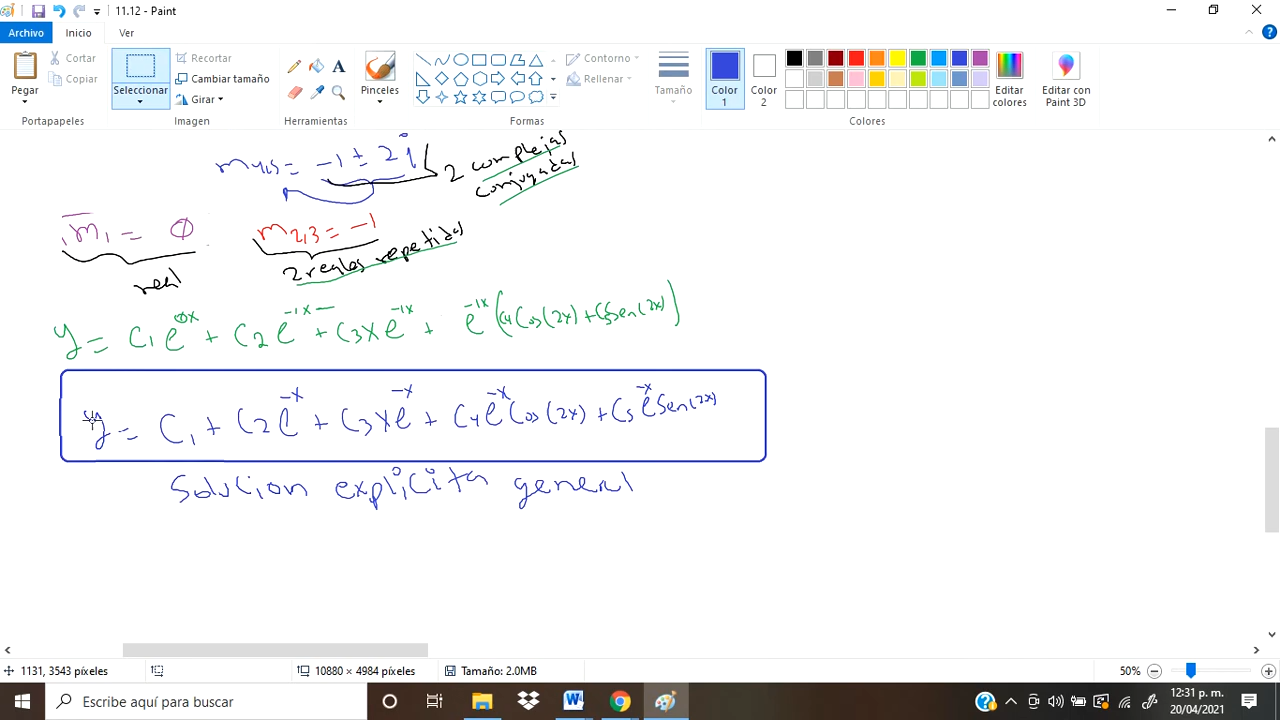 11.12 - Paint
Archivo Inicio Ver
Pegar
Cortar
Copiar
Portapapeles
Seleccionar
Recortar
Cambiar tamaño
Girar
Imagen
A
Herramientas
Pinceles
Contorno
Rellenar
Formas
Tamaño
Color 1
Color 2
Editar colores
Editar con Paint 3D
Colores
m4,5 = -1 ± 2i
2 complejas
conjugadas
m1 = 0 m2,3 = -1
real 2 reales repetidas
y = C1 e^0x + C2 e^-1x + C3 x e^-1x + e^-1x (C4 Cos(2x) + C5 Sen(2x))
y = C1 + C2 e^-x + C3 x e^-x + C4 e^-x Cos(2x) + C5 e^-x Sen(2x)
Solucion explicita general
1131, 3543 píxeles 10880 × 4984 píxeles Tamaño: 2.0MB 50%
Escribe aquí para buscar
12:31 p. m.
20/04/2021